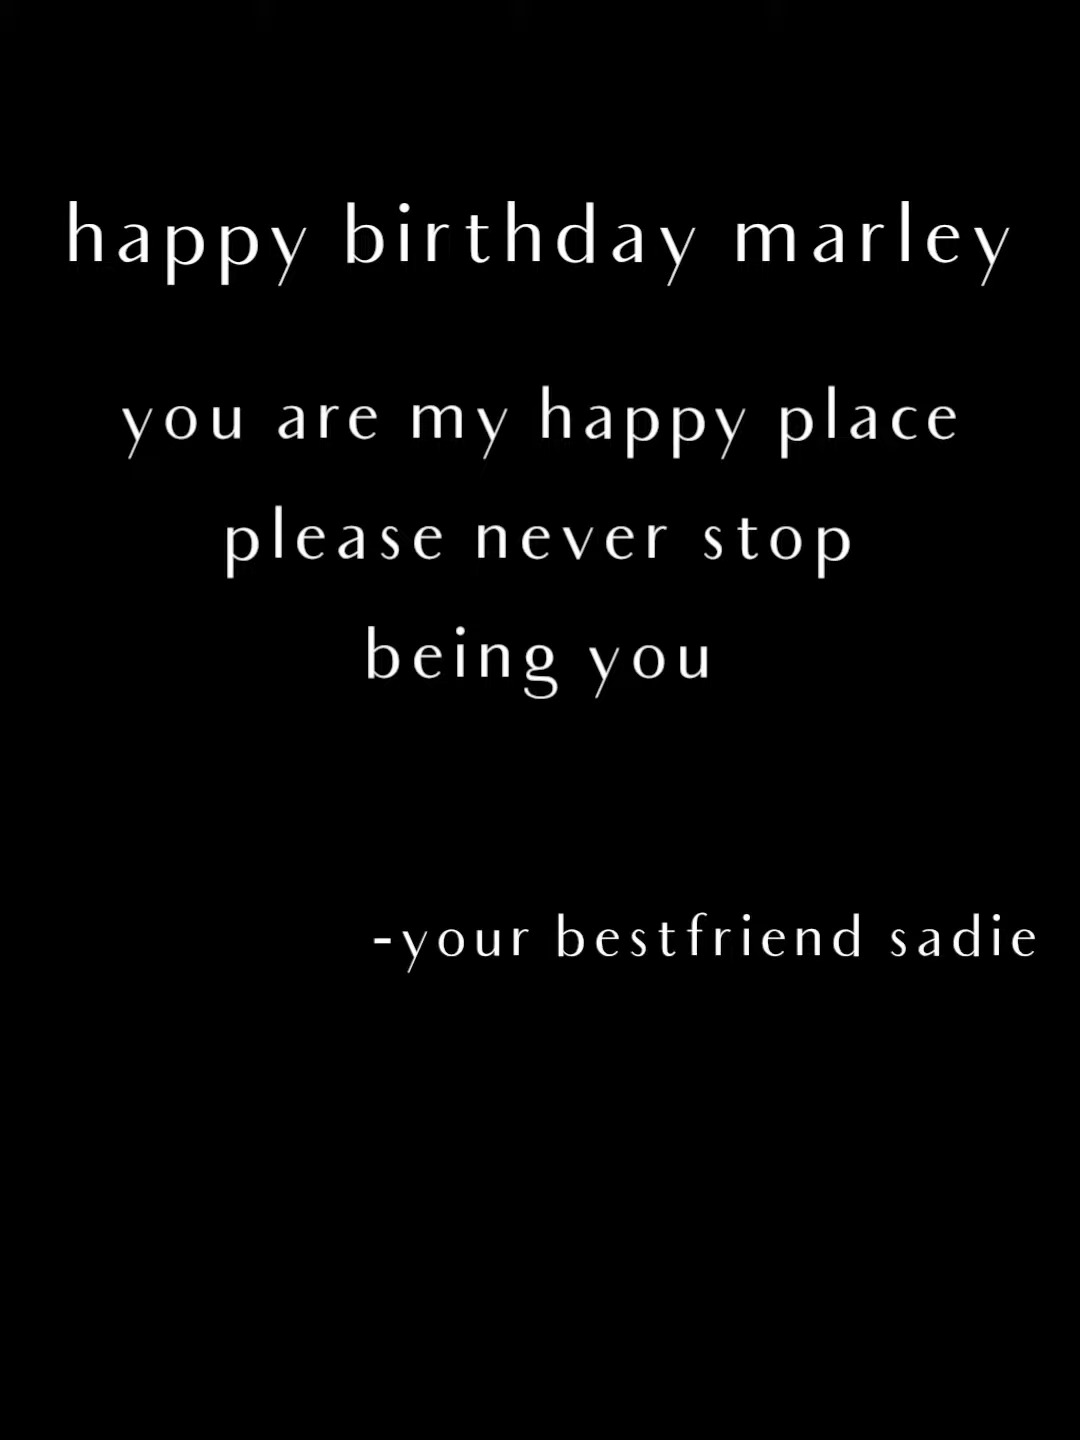 happy birthday marley
you are my happy place
please never stop
being you
-your bestfriend sadie